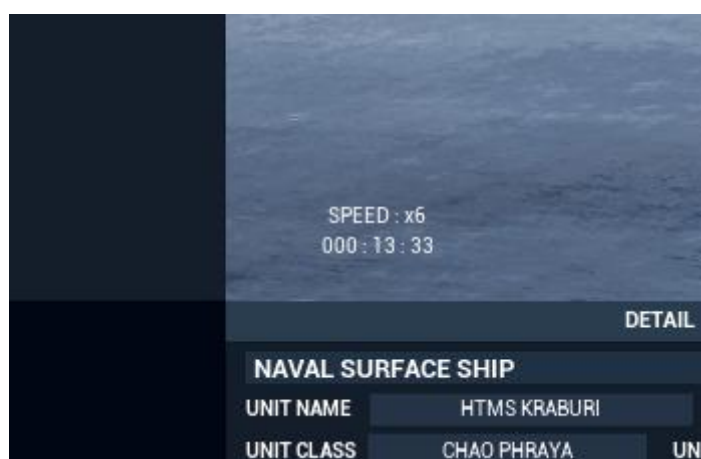 SPEED : x6
000 : 13 : 33
DETAIL
NAVAL SURFACE SHIP
UNIT NAME HTMS KRABURI
UNIT CLASS CHAO PHRAYA UN